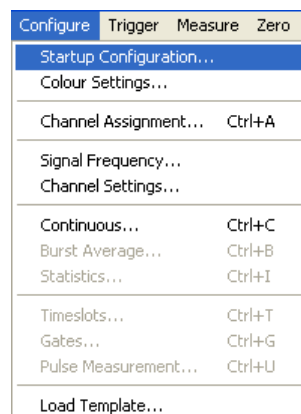 Configure Trigger Measure Zero
Startup Configuration...
Colour Settings...
Channel Assignment... Ctrl+A
Signal Frequency...
Channel Settings...
Continuous... Ctrl+C
Burst Average... Ctrl+B
Statistics... Ctrl+I
Timeslots... Ctrl+T
Gates... Ctrl+G
Pulse Measurement... Ctrl+U
Load Template...